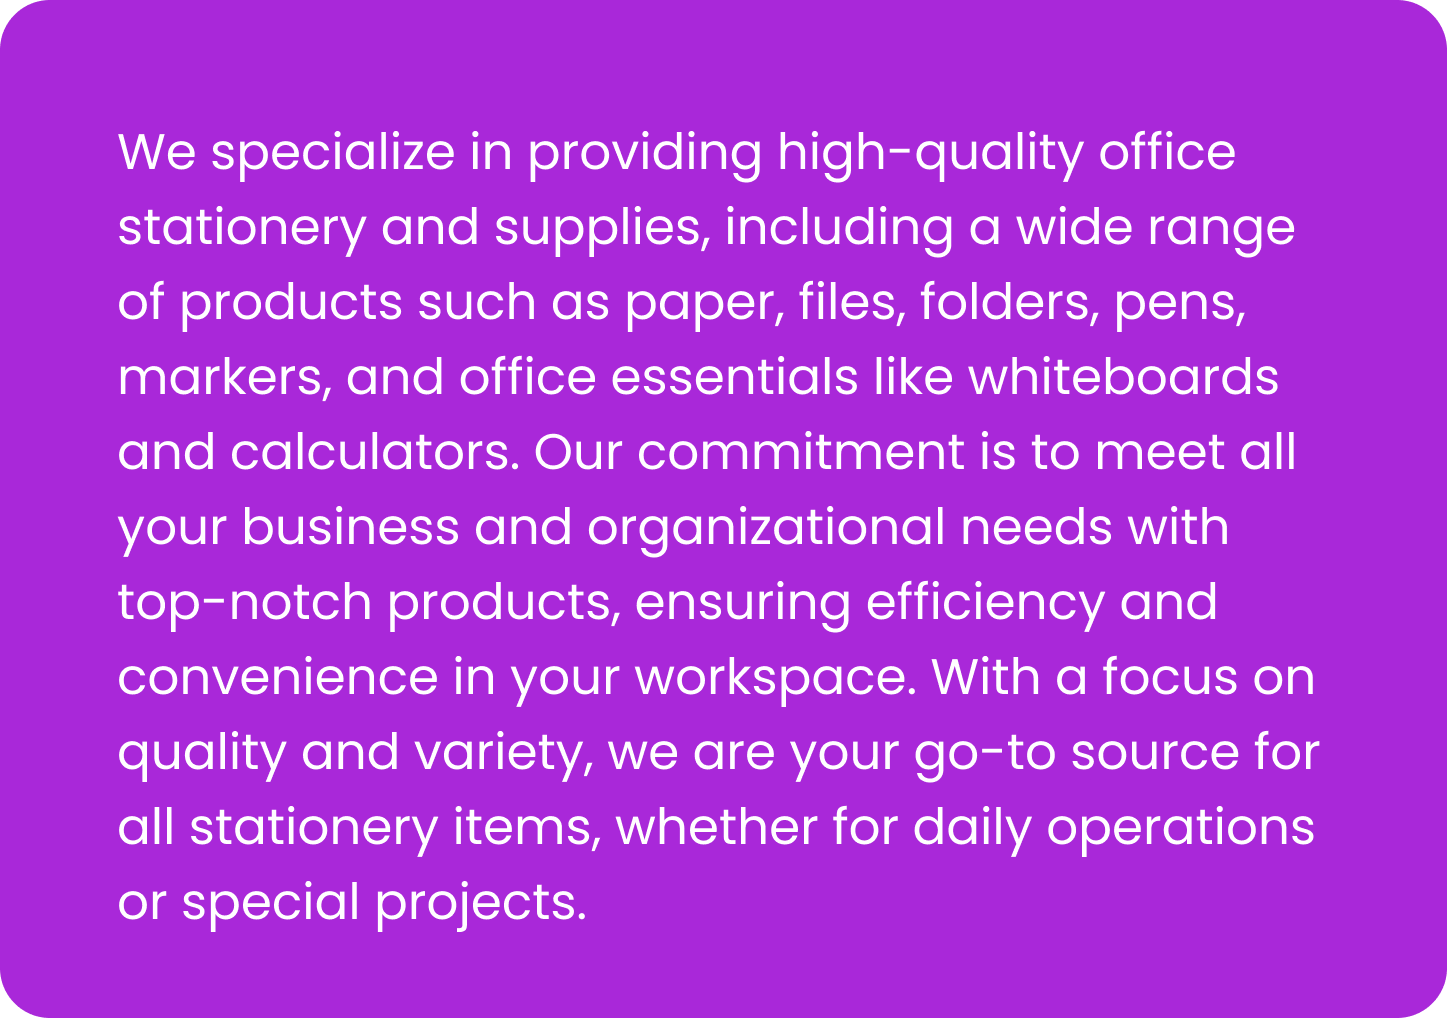 We specialize in providing high-quality office
stationery and supplies, including a wide range
of products such as paper, files, folders, pens,
markers, and office essentials like whiteboards
and calculators. Our commitment is to meet all
your business and organizational needs with
top-notch products, ensuring efficiency and
convenience in your workspace. With a focus on
quality and variety, we are your go-to source for
all stationery items, whether for daily operations
or special projects.